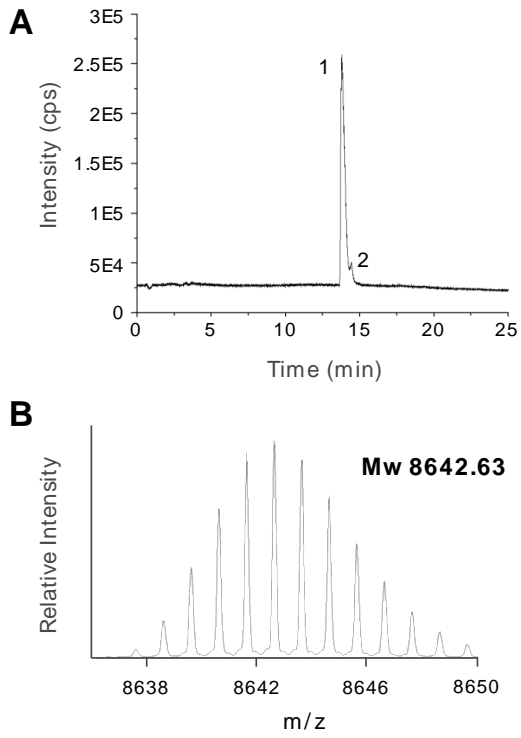 A
3E5
2.5E5
2E5
1.5E5
1E5
5E4
0
Intensity (cps)
1
2
0 5 10 15 20 25
Time (min)
B
Mw 8642.63
Relative Intensity
8638 8642 8646 8650
m/z